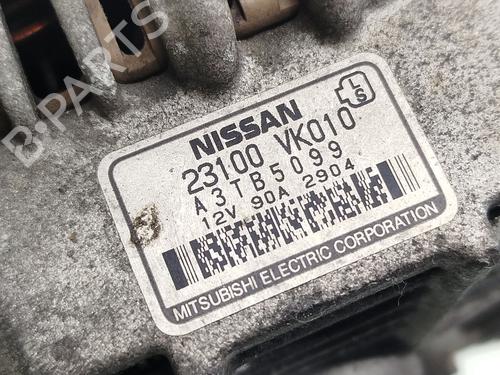 B-PARTS
NISSAN
L
S
23100 VK010
A3TB5099
12V 90A 2904
MITSUBISHI ELECTRIC CORPORATION